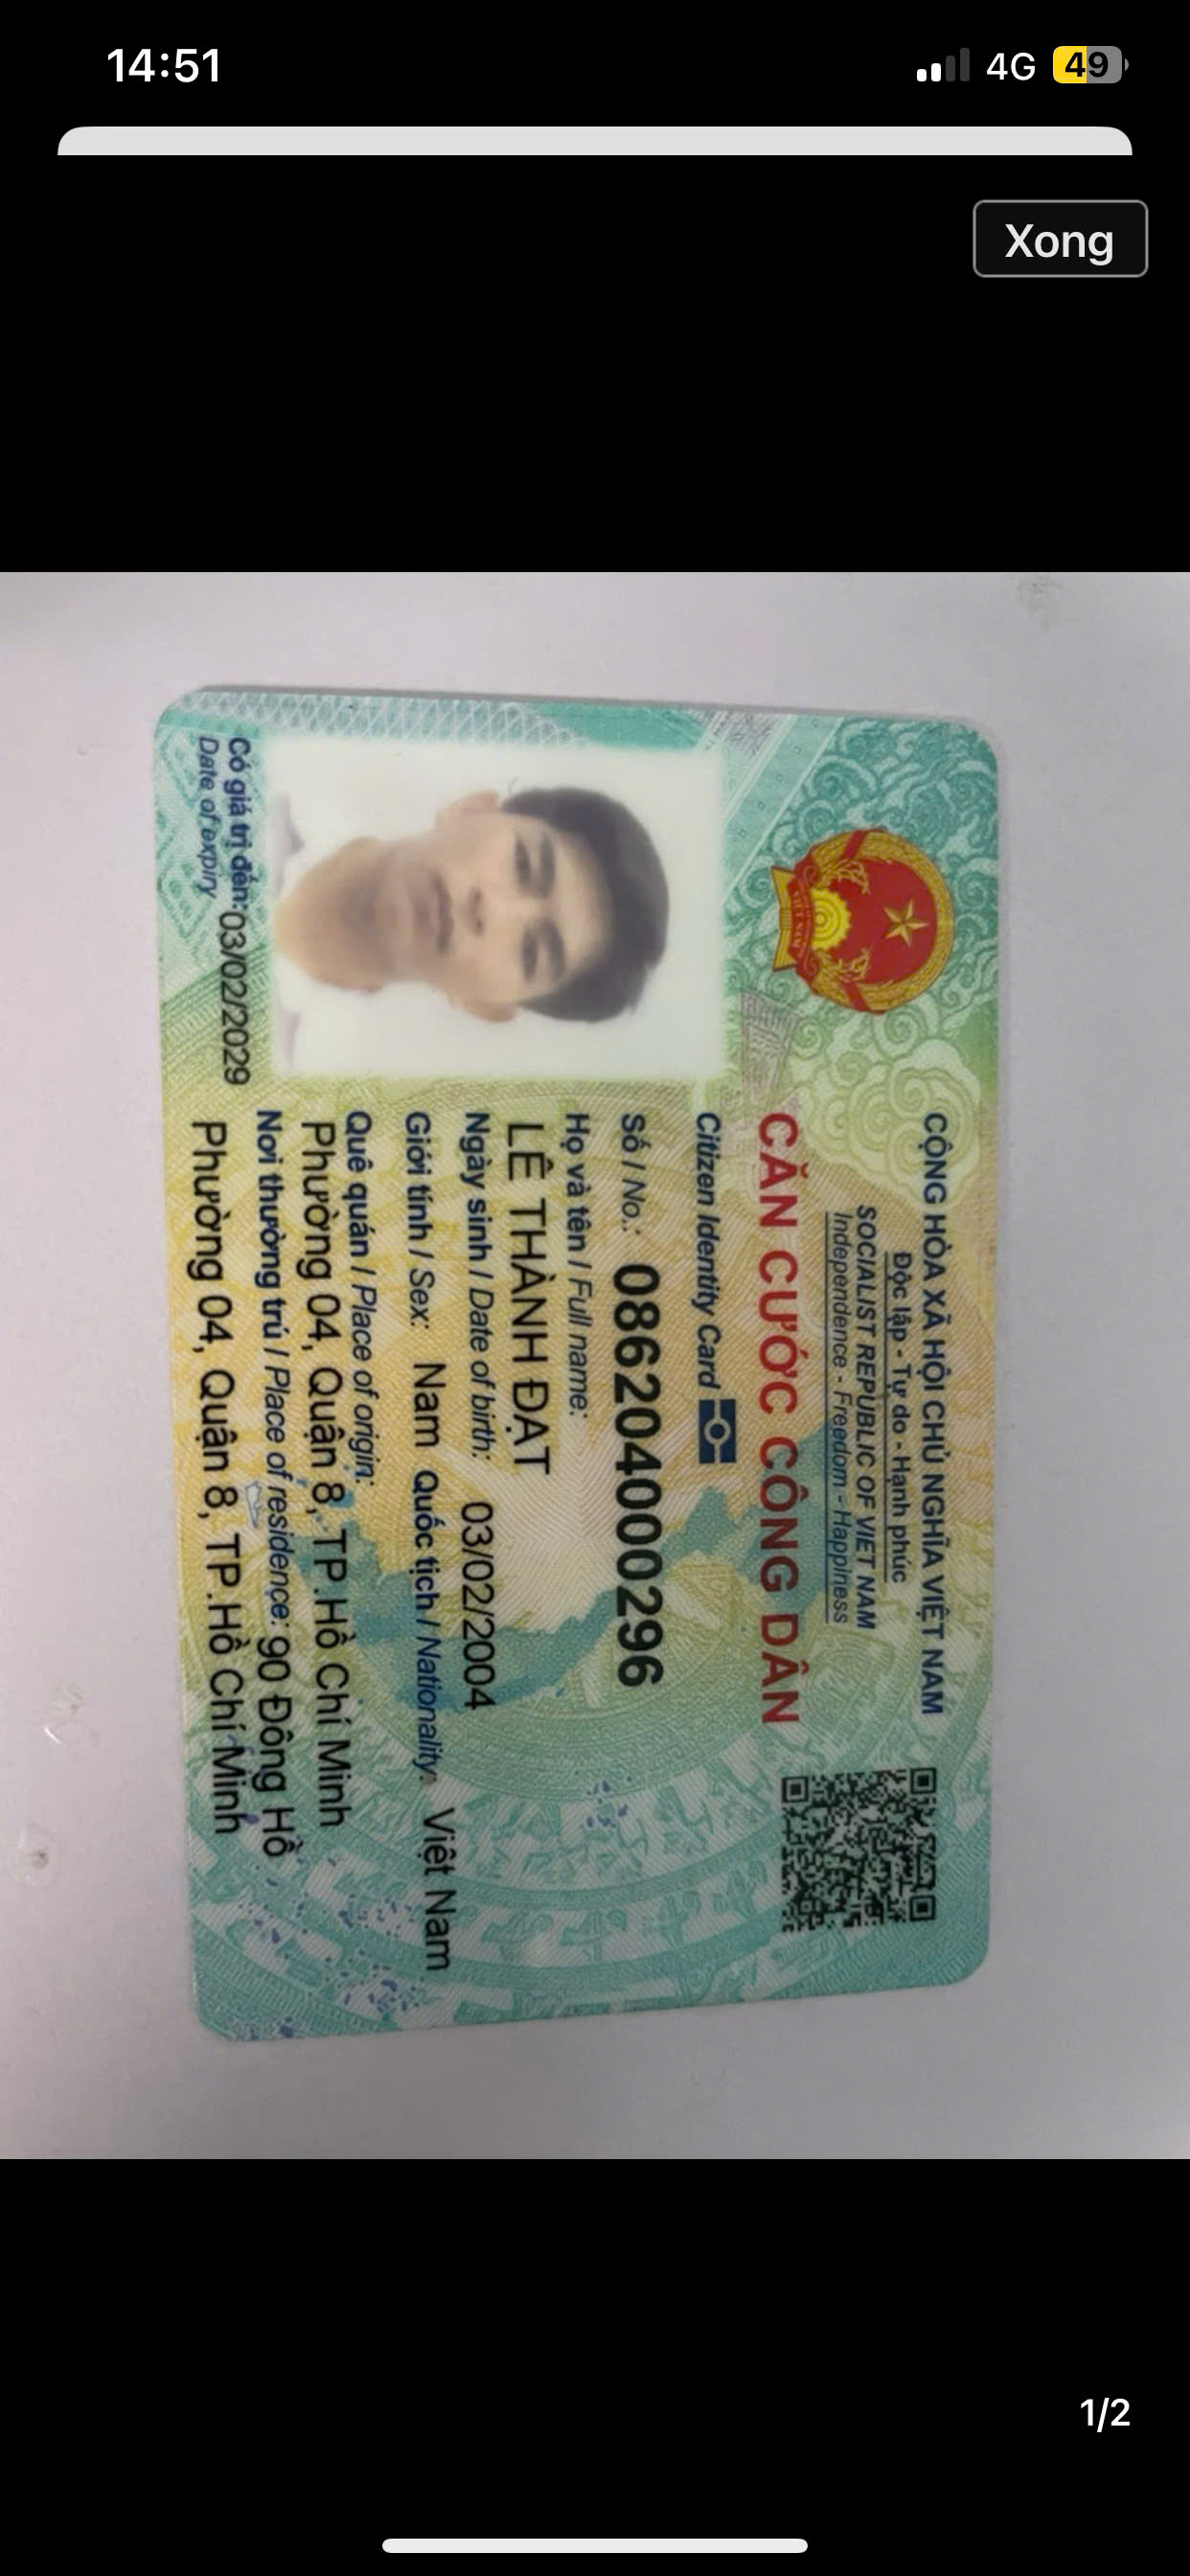 14:51
4G 49
Xong
CỘNG HÒA XÃ HỘI CHỦ NGHĨA VIỆT NAM
Độc lập - Tự do - Hạnh phúc
SOCIALIST REPUBLIC OF VIET NAM
Independence - Freedom - Happiness
CĂN CƯỚC CÔNG DÂN
Citizen Identity Card
Số / No.: 086204000296
Họ và tên / Full name:
LÊ THÀNH ĐẠT
Ngày sinh / Date of birth: 03/02/2004
Giới tính / Sex: Nam Quốc tịch / Nationality: Việt Nam
Quê quán / Place of origin:
Phường 04, Quận 8, TP.Hồ Chí Minh
Nơi thường trú / Place of residence: 90 Đông Hồ
Phường 04, Quận 8, TP.Hồ Chí Minh
Có giá trị đến: 03/02/2029
Date of expiry
1/2